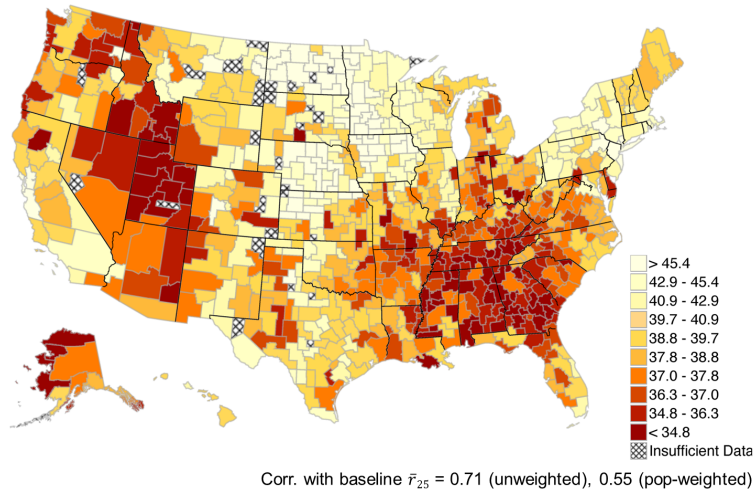 > 45.4
42.9 - 45.4
40.9 - 42.9
39.7 - 40.9
38.8 - 39.7
37.8 - 38.8
37.0 - 37.8
36.3 - 37.0
34.8 - 36.3
< 34.8
Insufficient Data
Corr. with baseline r̄₂₅ = 0.71 (unweighted), 0.55 (pop-weighted)